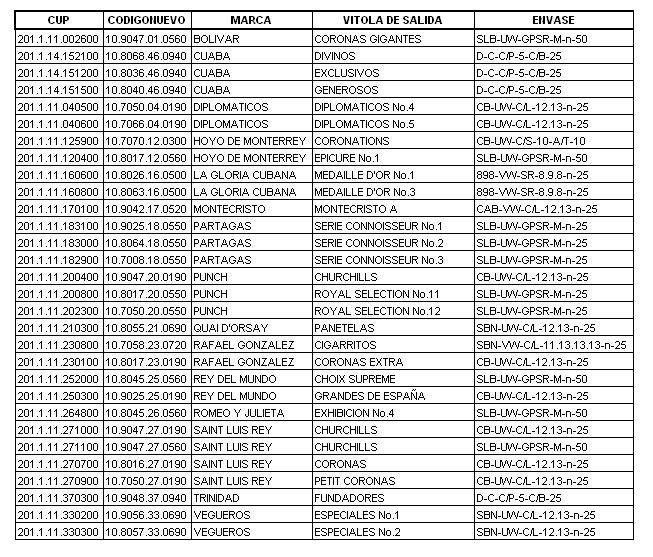 CUP CODIGONUEVO MARCA VITOLA DE SALIDA ENVASE
201.1.11.002600 10.9047.01.0560 BOLIVAR CORONAS GIGANTES SLB-UW-GPSR-M-n-50
201.1.14.152100 10.8068.46.0940 CUABA DIVINOS D-C-C/P-5-C/B-25
201.1.14.151200 10.8036.46.0940 CUABA EXCLUSIVOS D-C-C/P-5-C/B-25
201.1.14.151500 10.8040.46.0940 CUABA GENEROSOS D-C-C/P-5-C/B-25
201.1.11.040500 10.7050.04.0190 DIPLOMATICOS DIPLOMATICOS No.4 CB-UW-C/L-12.13-n-25
201.1.11.040600 10.7066.04.0190 DIPLOMATICOS DIPLOMATICOS No.5 CB-UW-C/L-12.13-n-25
201.1.11.125900 10.7070.12.0300 HOYO DE MONTERREY CORONATIONS CB-UW-C/S-10-A/T-10
201.1.11.120400 10.8017.12.0560 HOYO DE MONTERREY EPICURE No.1 SLB-UW-GPSR-M-n-50
201.1.11.160600 10.8026.16.0500 LA GLORIA CUBANA MEDAILLE D'OR No.1 898-VW-SR-8.9.8-n-25
201.1.11.160800 10.8063.16.0500 LA GLORIA CUBANA MEDAILLE D'OR No.3 898-VW-SR-8.9.8-n-25
201.1.11.170100 10.9042.17.0520 MONTECRISTO MONTECRISTO A CAB-VW-C/L-12.13-n-25
201.1.11.183100 10.9025.18.0550 PARTAGAS SERIE CONNOISSEUR No.1 SLB-UW-GPSR-M-n-25
201.1.11.183000 10.8064.18.0550 PARTAGAS SERIE CONNOISSEUR No.2 SLB-UW-GPSR-M-n-25
201.1.11.182900 10.7008.18.0550 PARTAGAS SERIE CONNOISSEUR No.3 SLB-UW-GPSR-M-n-25
201.1.11.200400 10.9047.20.0190 PUNCH CHURCHILLS CB-UW-C/L-12.13-n-25
201.1.11.200800 10.8017.20.0550 PUNCH ROYAL SELECTION No.11 SLB-UW-GPSR-M-n-25
201.1.11.202300 10.7050.20.0550 PUNCH ROYAL SELECTION No.12 SLB-UW-GPSR-M-n-25
201.1.11.210300 10.8055.21.0690 QUAI D'ORSAY PANETELAS SBN-UW-C/L-12.13-n-25
201.1.11.230800 10.7058.23.0720 RAFAEL GONZALEZ CIGARRITOS SBN-VW-C/L-11.13.13.13-n-25
201.1.11.230100 10.8017.23.0190 RAFAEL GONZALEZ CORONAS EXTRA CB-UW-C/L-12.13-n-25
201.1.11.252000 10.8045.25.0560 REY DEL MUNDO CHOIX SUPREME SLB-UW-GPSR-M-n-50
201.1.11.250300 10.9025.25.0190 REY DEL MUNDO GRANDES DE ESPAÑA CB-UW-C/L-12.13-n-25
201.1.11.264800 10.8045.26.0560 ROMEO Y JULIETA EXHIBICION No.4 SLB-UW-GPSR-M-n-50
201.1.11.271000 10.9047.27.0190 SAINT LUIS REY CHURCHILLS CB-UW-C/L-12.13-n-25
201.1.11.271100 10.9047.27.0560 SAINT LUIS REY CHURCHILLS SLB-UW-GPSR-M-n-50
201.1.11.270700 10.8016.27.0190 SAINT LUIS REY CORONAS CB-UW-C/L-12.13-n-25
201.1.11.270900 10.7050.27.0190 SAINT LUIS REY PETIT CORONAS CB-UW-C/L-12.13-n-25
201.1.11.370300 10.9048.37.0940 TRINIDAD FUNDADORES D-C-C/P-5-C/B-25
201.1.11.330200 10.9056.33.0690 VEGUEROS ESPECIALES No.1 SBN-UW-C/L-12.13-n-25
201.1.11.330300 10.8057.33.0690 VEGUEROS ESPECIALES No.2 SBN-UW-C/L-12.13-n-25